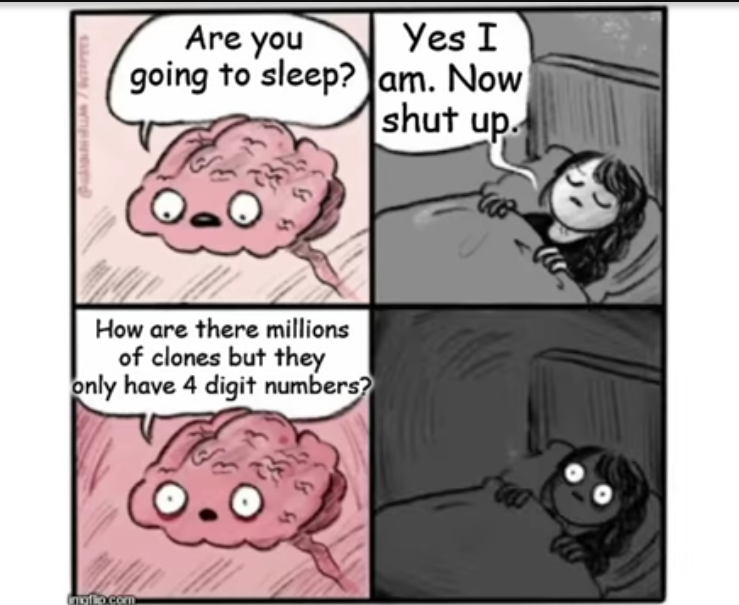 Are you
going to sleep?
Yes I
am. Now
shut up.
How are there millions
of clones but they
only have 4 digit numbers?
imgflip.com